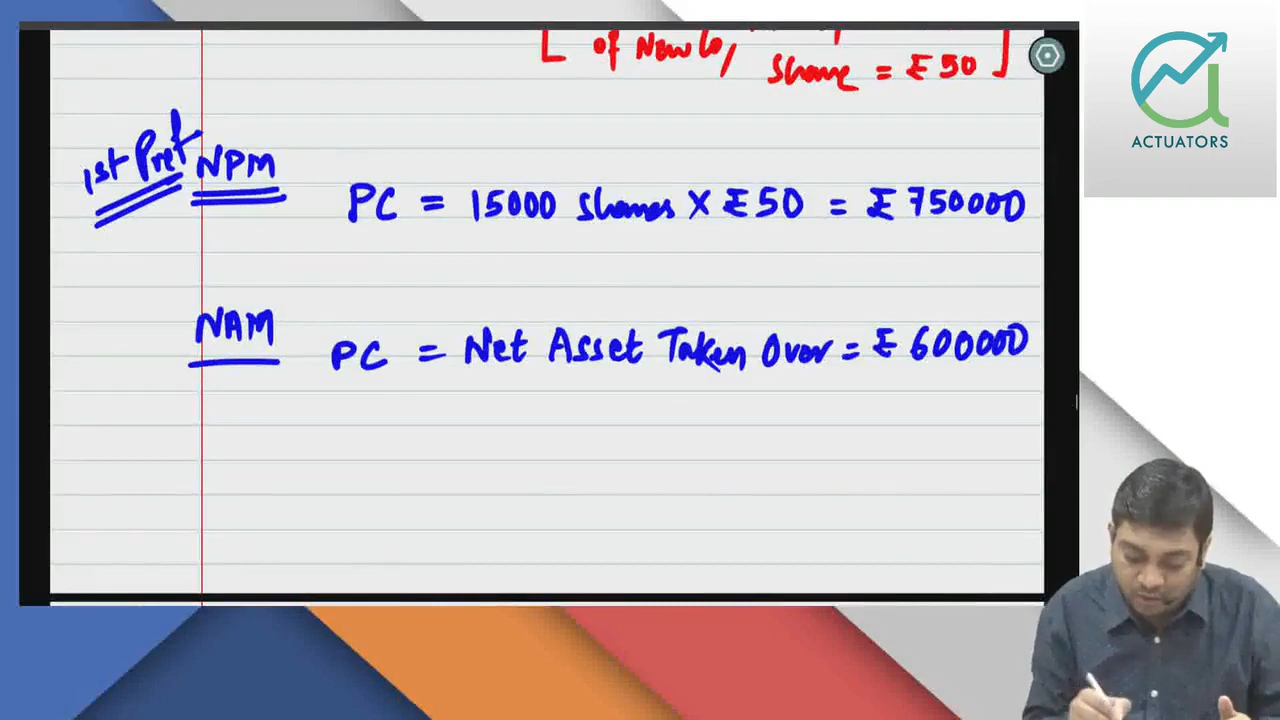 [ of New Co,
Share = ₹50 ]
1st Pref NPM
PC = 15000 shares × ₹50 = ₹750000
NAM
PC = Net Asset Taken Over = ₹600000
ACTUATORS